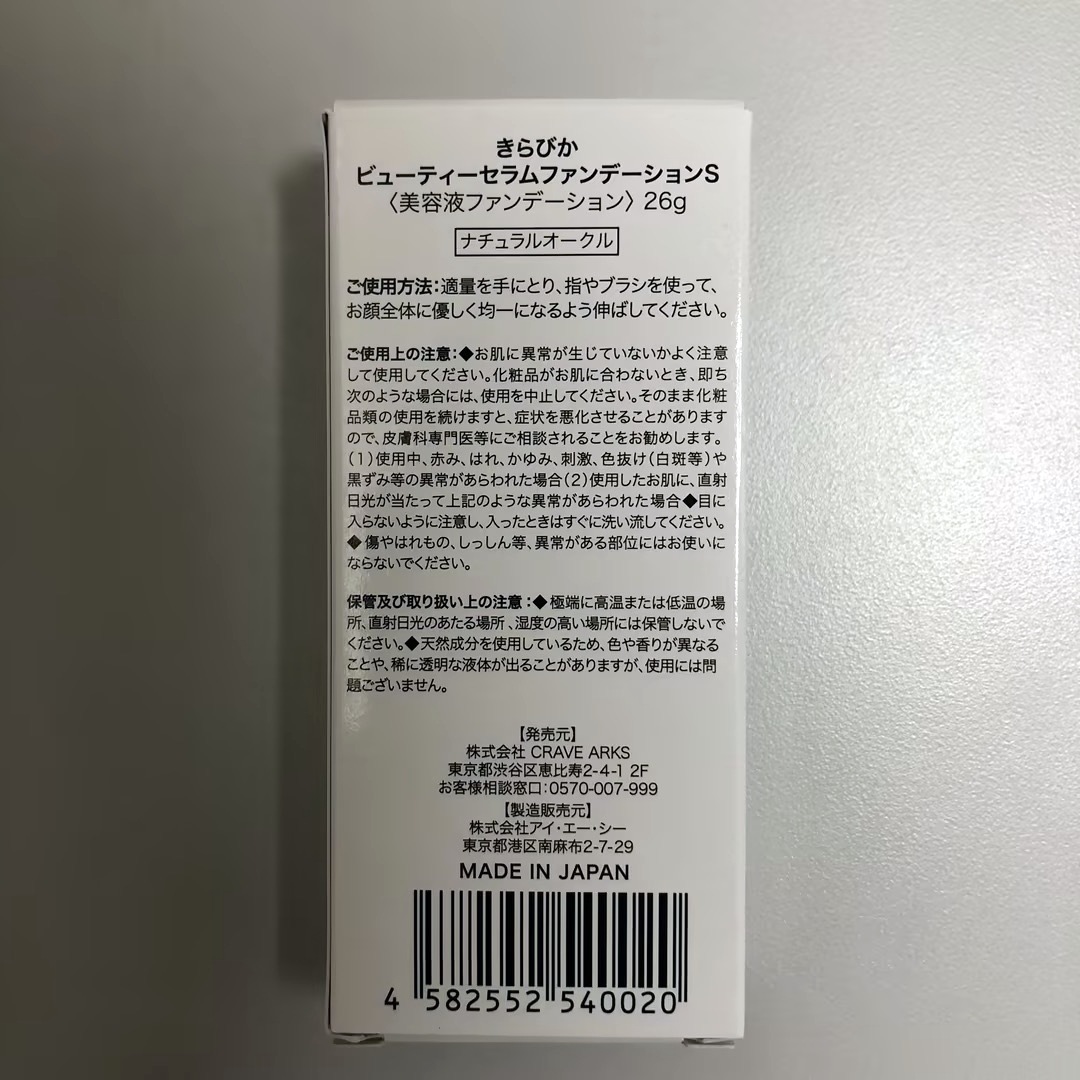 きらびか
ビューティーセラムファンデーションS
〈美容液ファンデーション〉26g
ナチュラルオークル
ご使用方法:適量を手にとり、指やブラシを使って、
お顔全体に優しく均一になるよう伸ばしてください。
ご使用上の注意:◆お肌に異常が生じていないかよく注意
して使用してください。化粧品がお肌に合わないとき、即ち
次のような場合には、使用を中止してください。そのまま化粧
品類の使用を続けますと、症状を悪化させることがあります
ので、皮膚科専門医等にご相談されることをお勧めします。
(1)使用中、赤み、はれ、かゆみ、刺激、色抜け(白斑等)や
黒ずみ等の異常があらわれた場合(2)使用したお肌に、直射
日光が当たって上記のような異常があらわれた場合◆目に
入らないように注意し、入ったときはすぐに洗い流してください。
◆傷やはれもの、しっしん等、異常がある部位にはお使いに
ならないでください。
保管及び取り扱い上の注意:◆極端に高温または低温の場
所、直射日光のあたる場所、湿度の高い場所には保管しないで
ください。◆天然成分を使用しているため、色や香りが異なる
ことや、稀に透明な液体が出ることがありますが、使用には問
題ございません。
【発売元】
株式会社 CRAVE ARKS
東京都渋谷区恵比寿2-4-1 2F
お客様相談窓口:0570-007-999
【製造販売元】
株式会社アイ・エー・シー
東京都港区南麻布2-7-29
MADE IN JAPAN
4 582552 540020